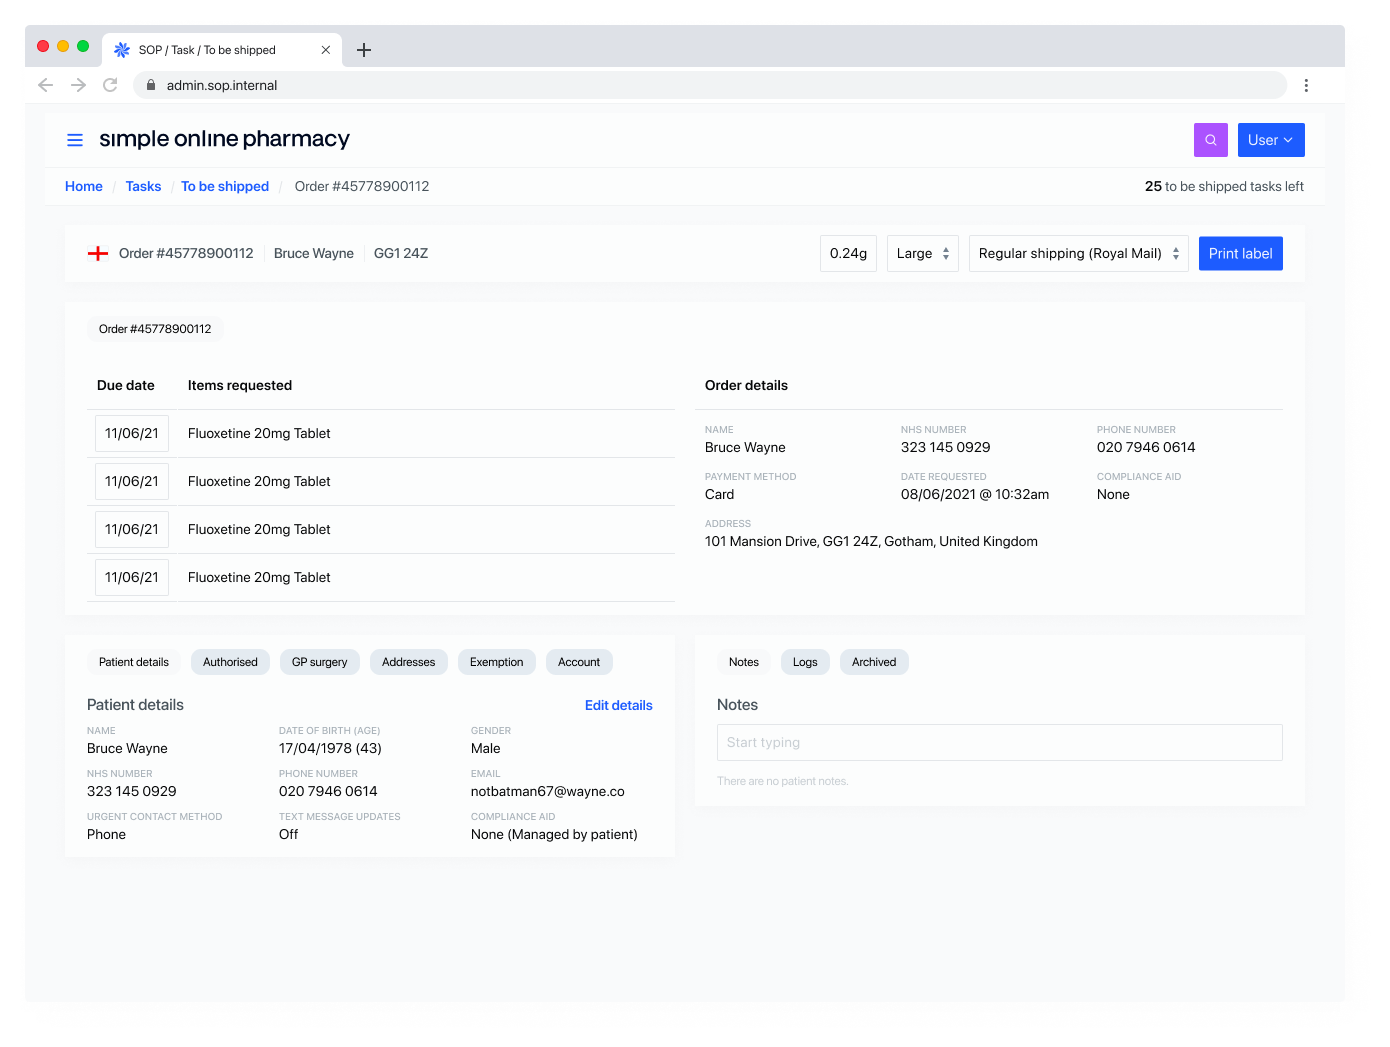 SOP / Task / To be shipped
admin.sop.internal
simple online pharmacy
User
Home / Tasks / To be shipped / Order #45778900112
25 to be shipped tasks left
Order #45778900112 Bruce Wayne GG1 24Z
0.24g Large Regular shipping (Royal Mail) Print label
Order #45778900112
Due date Items requested
11/06/21 Fluoxetine 20mg Tablet
11/06/21 Fluoxetine 20mg Tablet
11/06/21 Fluoxetine 20mg Tablet
11/06/21 Fluoxetine 20mg Tablet
Order details
NAME NHS NUMBER PHONE NUMBER
Bruce Wayne 323 145 0929 020 7946 0614
PAYMENT METHOD DATE REQUESTED COMPLIANCE AID
Card 08/06/2021 @ 10:32am None
ADDRESS
101 Mansion Drive, GG1 24Z, Gotham, United Kingdom
Patient details Authorised GP surgery Addresses Exemption Account
Patient details Edit details
NAME DATE OF BIRTH (AGE) GENDER
Bruce Wayne 17/04/1978 (43) Male
NHS NUMBER PHONE NUMBER EMAIL
323 145 0929 020 7946 0614 notbatman67@wayne.co
URGENT CONTACT METHOD TEXT MESSAGE UPDATES COMPLIANCE AID
Phone Off None (Managed by patient)
Notes Logs Archived
Notes
Start typing
There are no patient notes.